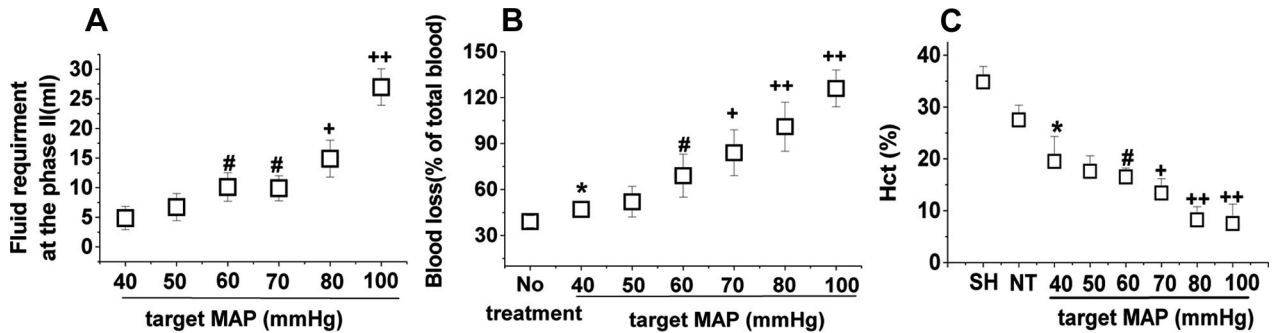 A
Fluid requirment
at the phase II(ml)
30
25
20
15
10
5
0
# # + ++
40 50 60 70 80 100
target MAP (mmHg)
B
Blood loss(% of total blood)
150
120
90
60
30
* # + ++ ++
No 40 50 60 70 80 100
treatment target MAP (mmHg)
C
Hct (%)
40
30
20
10
0
* # + ++ ++
SH NT 40 50 60 70 80 100
target MAP (mmHg)